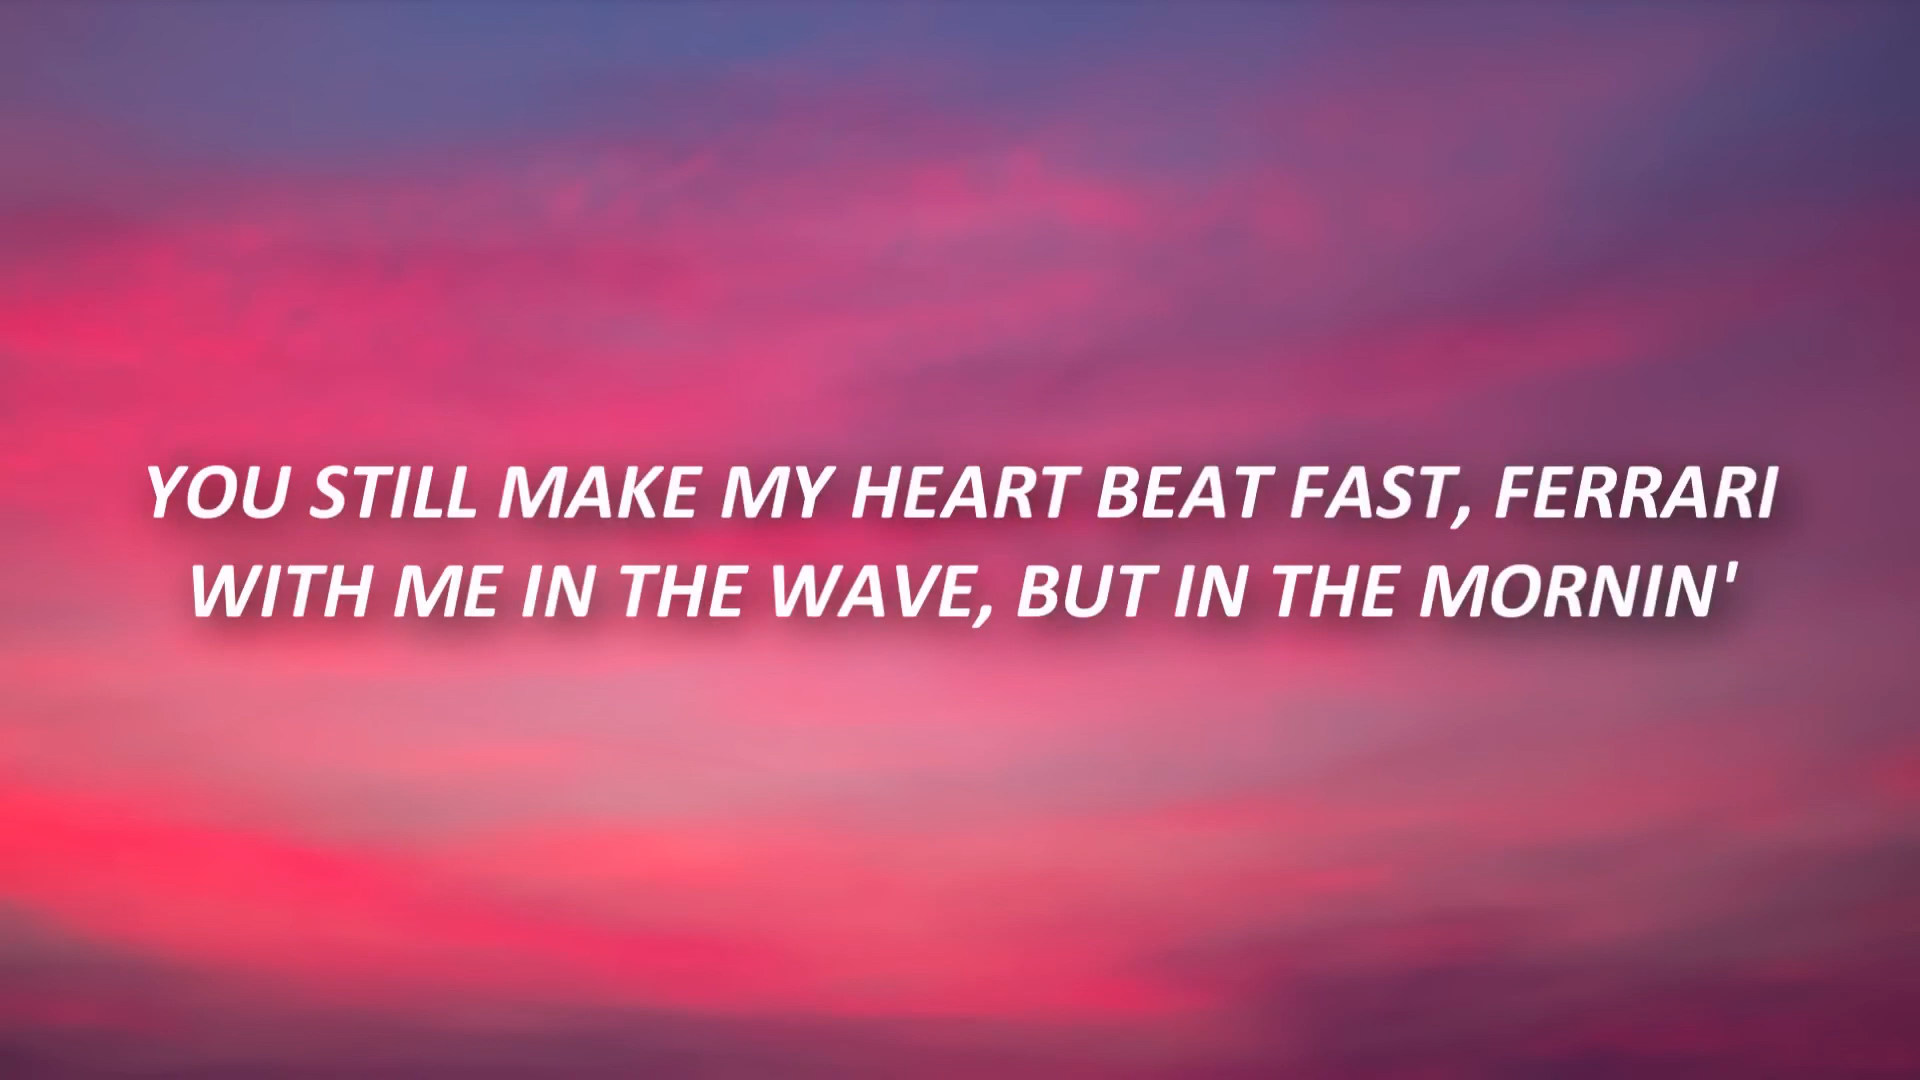 YOU STILL MAKE MY HEART BEAT FAST, FERRARI
WITH ME IN THE WAVE, BUT IN THE MORNIN'